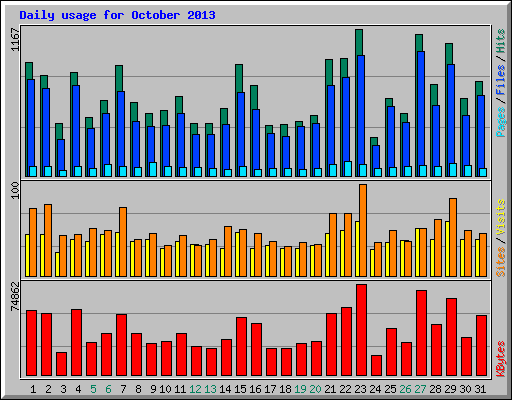 Daily usage for October 2013
1167
Pages / Files / Hits
100
Sites / Visits
74862
KBytes
1 2 3 4 5 6 7 8 9 10 11 12 13 14 15 16 17 18 19 20 21 22 23 24 25 26 27 28 29 30 31